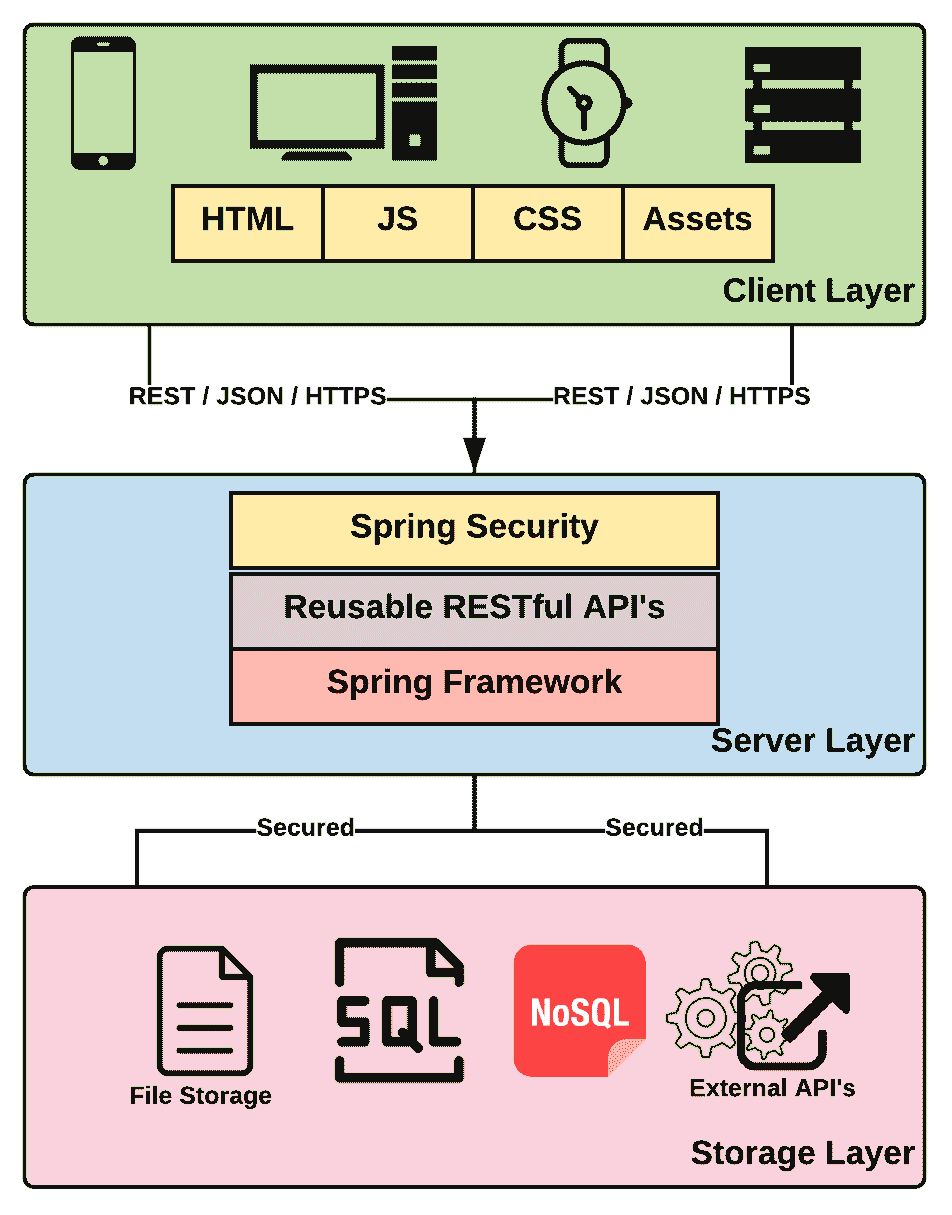 HTML
JS
CSS
Assets
Client Layer
REST / JSON / HTTPS
REST / JSON / HTTPS
Spring Security
Reusable RESTful API's
Spring Framework
Server Layer
Secured
Secured
SQL
NoSQL
File Storage
External API's
Storage Layer